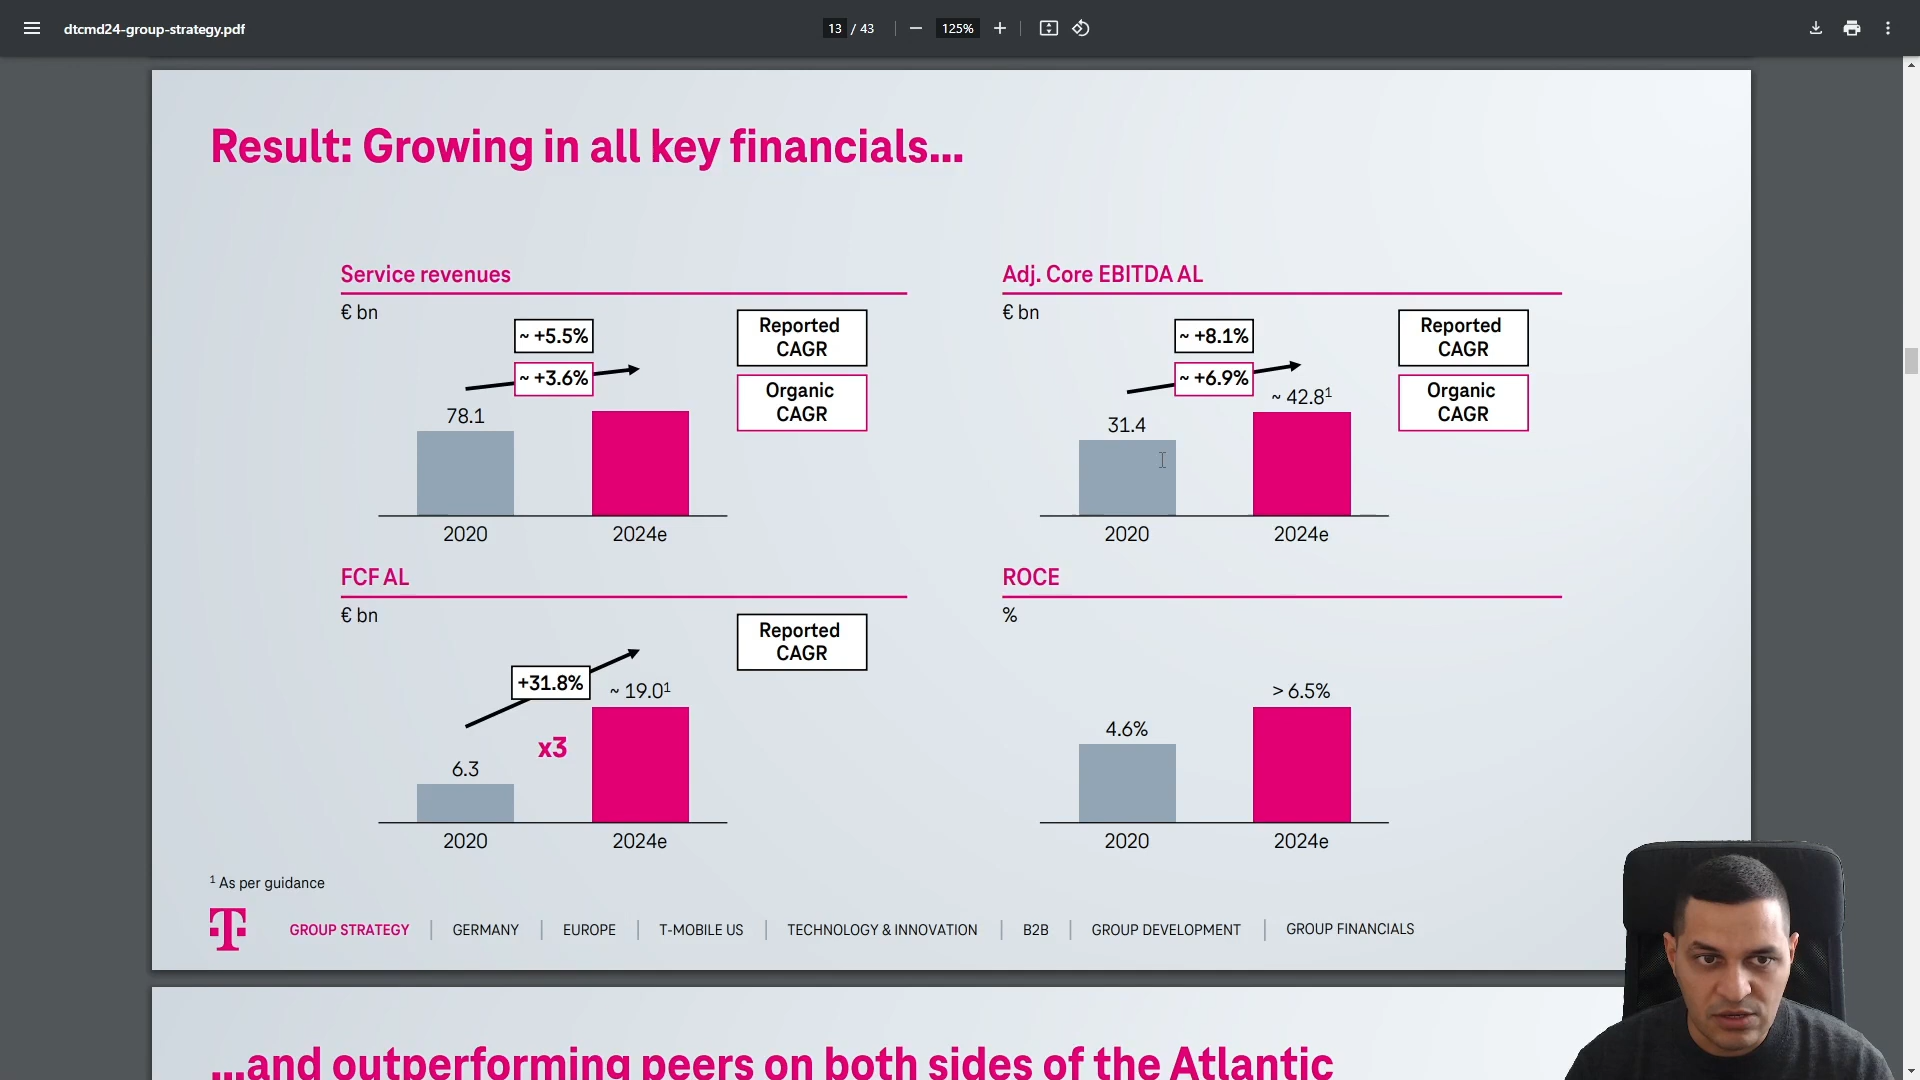 dtcmd24-group-strategy.pdf
13 / 43
125%
Result: Growing in all key financials...
Service revenues
€ bn
~ +5.5%
~ +3.6%
Reported
CAGR
Organic
CAGR
78.1
2020
2024e
Adj. Core EBITDA AL
€ bn
~ +8.1%
~ +6.9%
Reported
CAGR
Organic
CAGR
31.4
~ 42.8¹
2020
2024e
FCF AL
€ bn
Reported
CAGR
+31.8%
~ 19.0¹
x3
6.3
2020
2024e
ROCE
%
4.6%
> 6.5%
2020
2024e
¹ As per guidance
T
GROUP STRATEGY | GERMANY | EUROPE | T-MOBILE US | TECHNOLOGY & INNOVATION | B2B | GROUP DEVELOPMENT | GROUP FINANCIALS
...and outperforming peers on both sides of the Atlantic